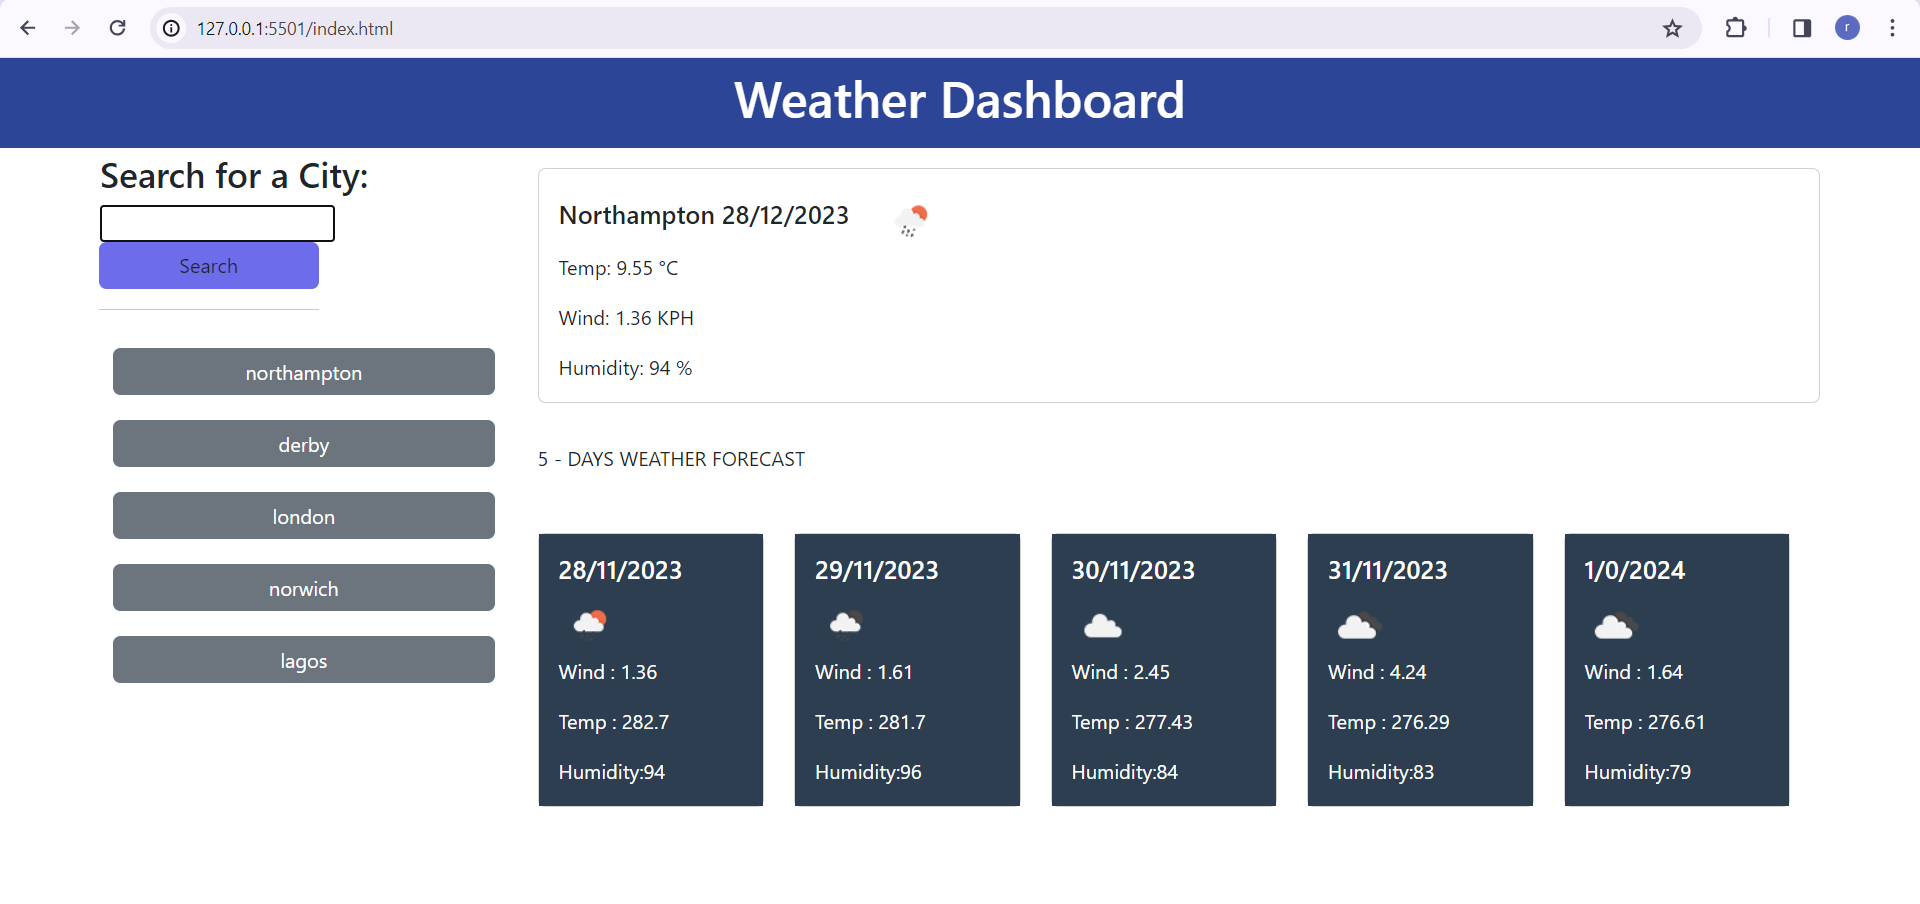 127.0.0.1:5501/index.html
r
Weather Dashboard
Search for a City:
Search
northampton
derby
london
norwich
lagos
Northampton 28/12/2023
Temp: 9.55 °C
Wind: 1.36 KPH
Humidity: 94 %
5 - DAYS WEATHER FORECAST
28/11/2023
Wind : 1.36
Temp : 282.7
Humidity:94
29/11/2023
Wind : 1.61
Temp : 281.7
Humidity:96
30/11/2023
Wind : 2.45
Temp : 277.43
Humidity:84
31/11/2023
Wind : 4.24
Temp : 276.29
Humidity:83
1/0/2024
Wind : 1.64
Temp : 276.61
Humidity:79